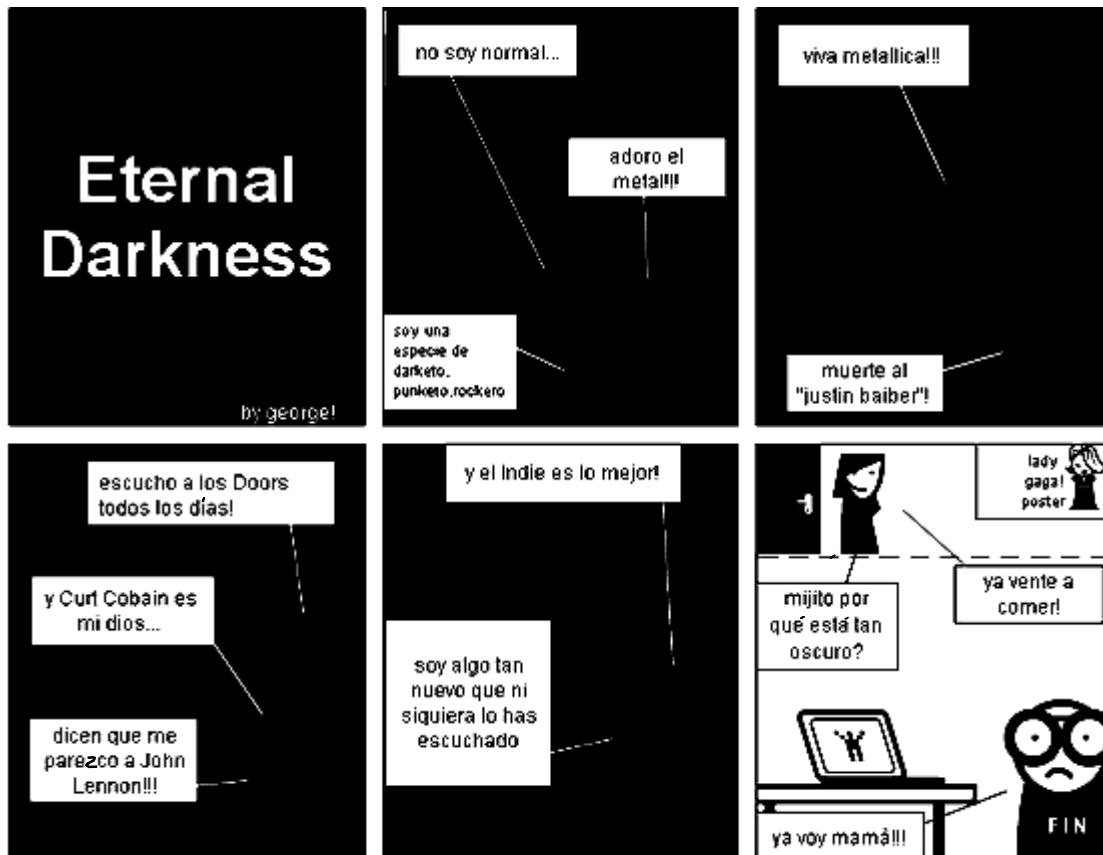 Eternal
Darkness
by george!
no soy normal...
adoro el
metal!!!
soy una
especie de
darketo,
punketo,rockero
viva metallica!!!
muerte al
"justin baiber"!
escucho a los Doors
todos los días!
y Curt Cobain es
mi dios...
dicen que me
parezco a John
Lennon!!!
y el Indie es lo mejor!
soy algo tan
nuevo que ni
siquiera lo has
escuchado
lady
gaga!
poster
mijito por
qué está tan
oscuro?
ya vente a
comer!
ya voy mamá!!!
FIN